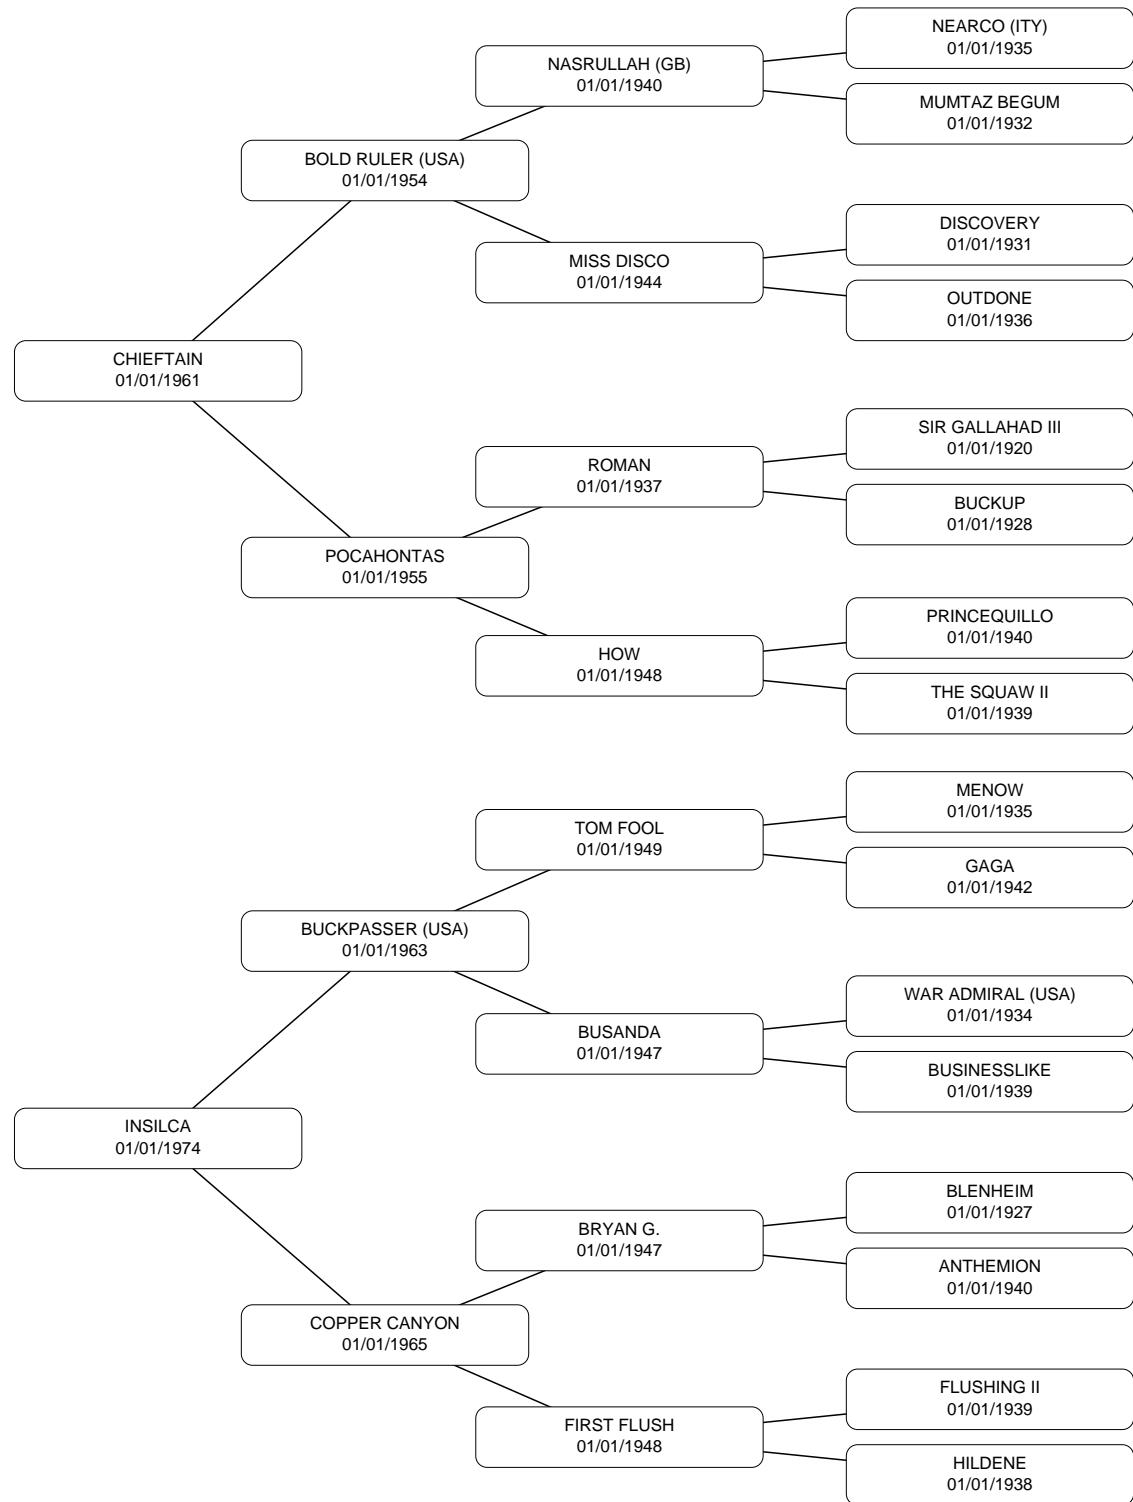 NEARCO (ITY)
01/01/1935
NASRULLAH (GB)
01/01/1940
MUMTAZ BEGUM
01/01/1932
BOLD RULER (USA)
01/01/1954
DISCOVERY
01/01/1931
MISS DISCO
01/01/1944
OUTDONE
01/01/1936
CHIEFTAIN
01/01/1961
SIR GALLAHAD III
01/01/1920
ROMAN
01/01/1937
BUCKUP
01/01/1928
POCAHONTAS
01/01/1955
PRINCEQUILLO
01/01/1940
HOW
01/01/1948
THE SQUAW II
01/01/1939
MENOW
01/01/1935
TOM FOOL
01/01/1949
GAGA
01/01/1942
BUCKPASSER (USA)
01/01/1963
WAR ADMIRAL (USA)
01/01/1934
BUSANDA
01/01/1947
BUSINESSLIKE
01/01/1939
INSILCA
01/01/1974
BLENHEIM
01/01/1927
BRYAN G.
01/01/1947
ANTHEMION
01/01/1940
COPPER CANYON
01/01/1965
FLUSHING II
01/01/1939
FIRST FLUSH
01/01/1948
HILDENE
01/01/1938